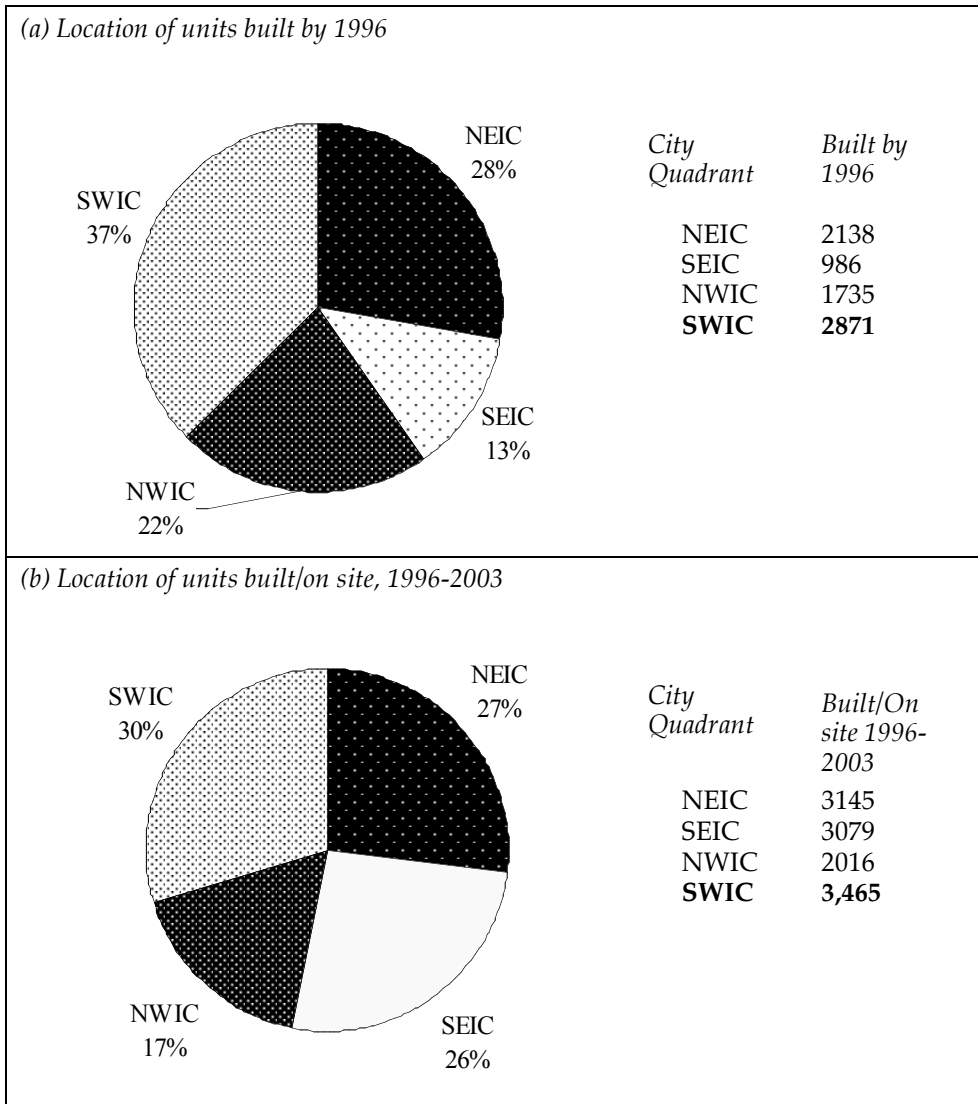 (a) Location of units built by 1996
NEIC
28%
SWIC
37%
SEIC
13%
NWIC
22%
City
Quadrant
Built by
1996
NEIC 2138
SEIC 986
NWIC 1735
SWIC 2871
(b) Location of units built/on site, 1996-2003
NEIC
27%
SWIC
30%
NWIC
17%
SEIC
26%
City
Quadrant
Built/On
site 1996-
2003
NEIC 3145
SEIC 3079
NWIC 2016
SWIC 3,465